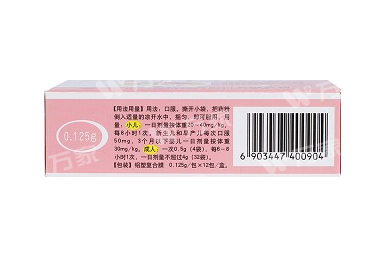 【用法用量】用法：口服，撕开小袋，把药粉
倒入适量的凉开水中，摇匀，即可服用，用
量：小儿，一日剂量按体重20-40mg/kg，
每8小时1次。新生儿和早产儿每次口服
50mg，3个月以下婴儿一日剂量按体重
30mg/kg。成人：一次0.5g（4袋），每6~8
小时1次，一日剂量不超过4g（32袋）。
【包装】铝塑复合膜 0.125g/包×12包/盒。
0.125g
6 903447 400904
万家